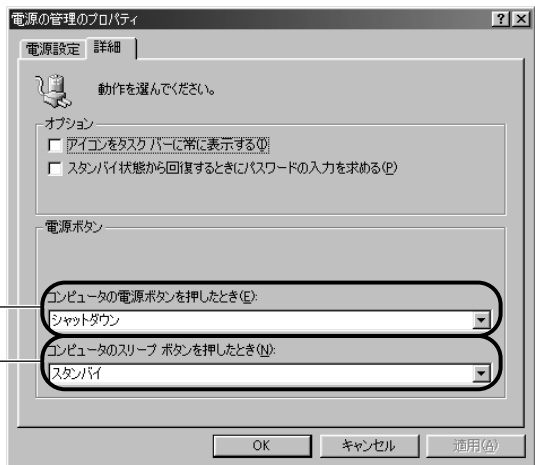 電源の管理のプロパティ
電源設定 詳細
動作を選んでください。
オプション
アイコンをタスク バーに常に表示する(I)
スタンバイ状態から回復するときにパスワードの入力を求める(P)
電源ボタン
コンピュータの電源ボタンを押したとき(E):
シャットダウン
コンピュータのスリープ ボタンを押したとき(N):
スタンバイ
OK キャンセル 適用(A)